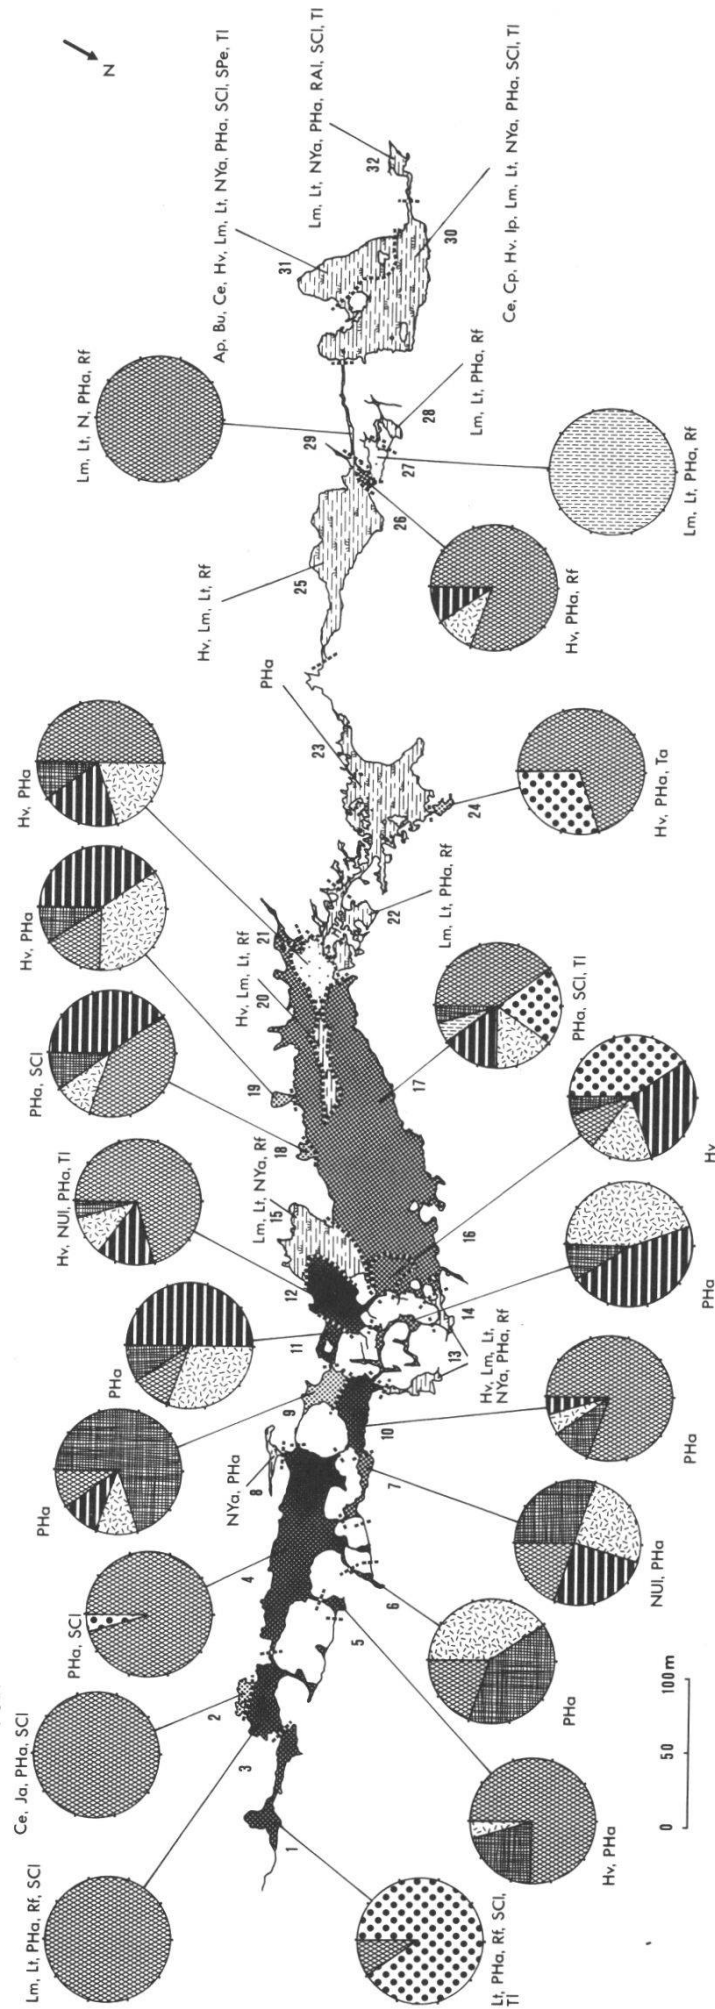 N
Lm, Lt, PHa, Rf, SCl
Ce, Ja, PHa, SCl
PHa, SCl
PHa
PHa
Hv, NUl, PHa, Tl
PHa, SCl
Hv, PHa
Hv, PHa
Lm, Lt, N, PHa, Rf
Ap, Bu, Ce, Hv, Lm, Lt, NYa, PHa, SCl, SPe, Tl
Lm, Lt, NYa, PHa, RAl, SCl, Tl
NYa, PHa
Lm, Lt, NYa, Rf
Hv, Lm, Lt, Rf
PHa
Hv, Lm, Lt, Rf
1
2
3
4
5
6
7
8
9
10
11
12
13
14
15
16
17
18
19
20
21
22
23
24
25
26
27
28
29
30
31
32
Hv, Lm, Lt,
NYa, PHa, Rf
Lm, Lt, PHa, Rf
Lm, Lt, PHa, Rf
Ce, Cp, Hv, Ip, Lm, Lt, NYa, PHa, SCl, Tl
Lt, PHa, Rf, SCl,
Tl
Hv, PHa
PHa
NUl, PHa
PHa
PHa
Hv
PHa, SCl, Tl
Hv, PHa, Ta
Hv, PHa, Rf
Lm, Lt, PHa, Rf
0 50 100m